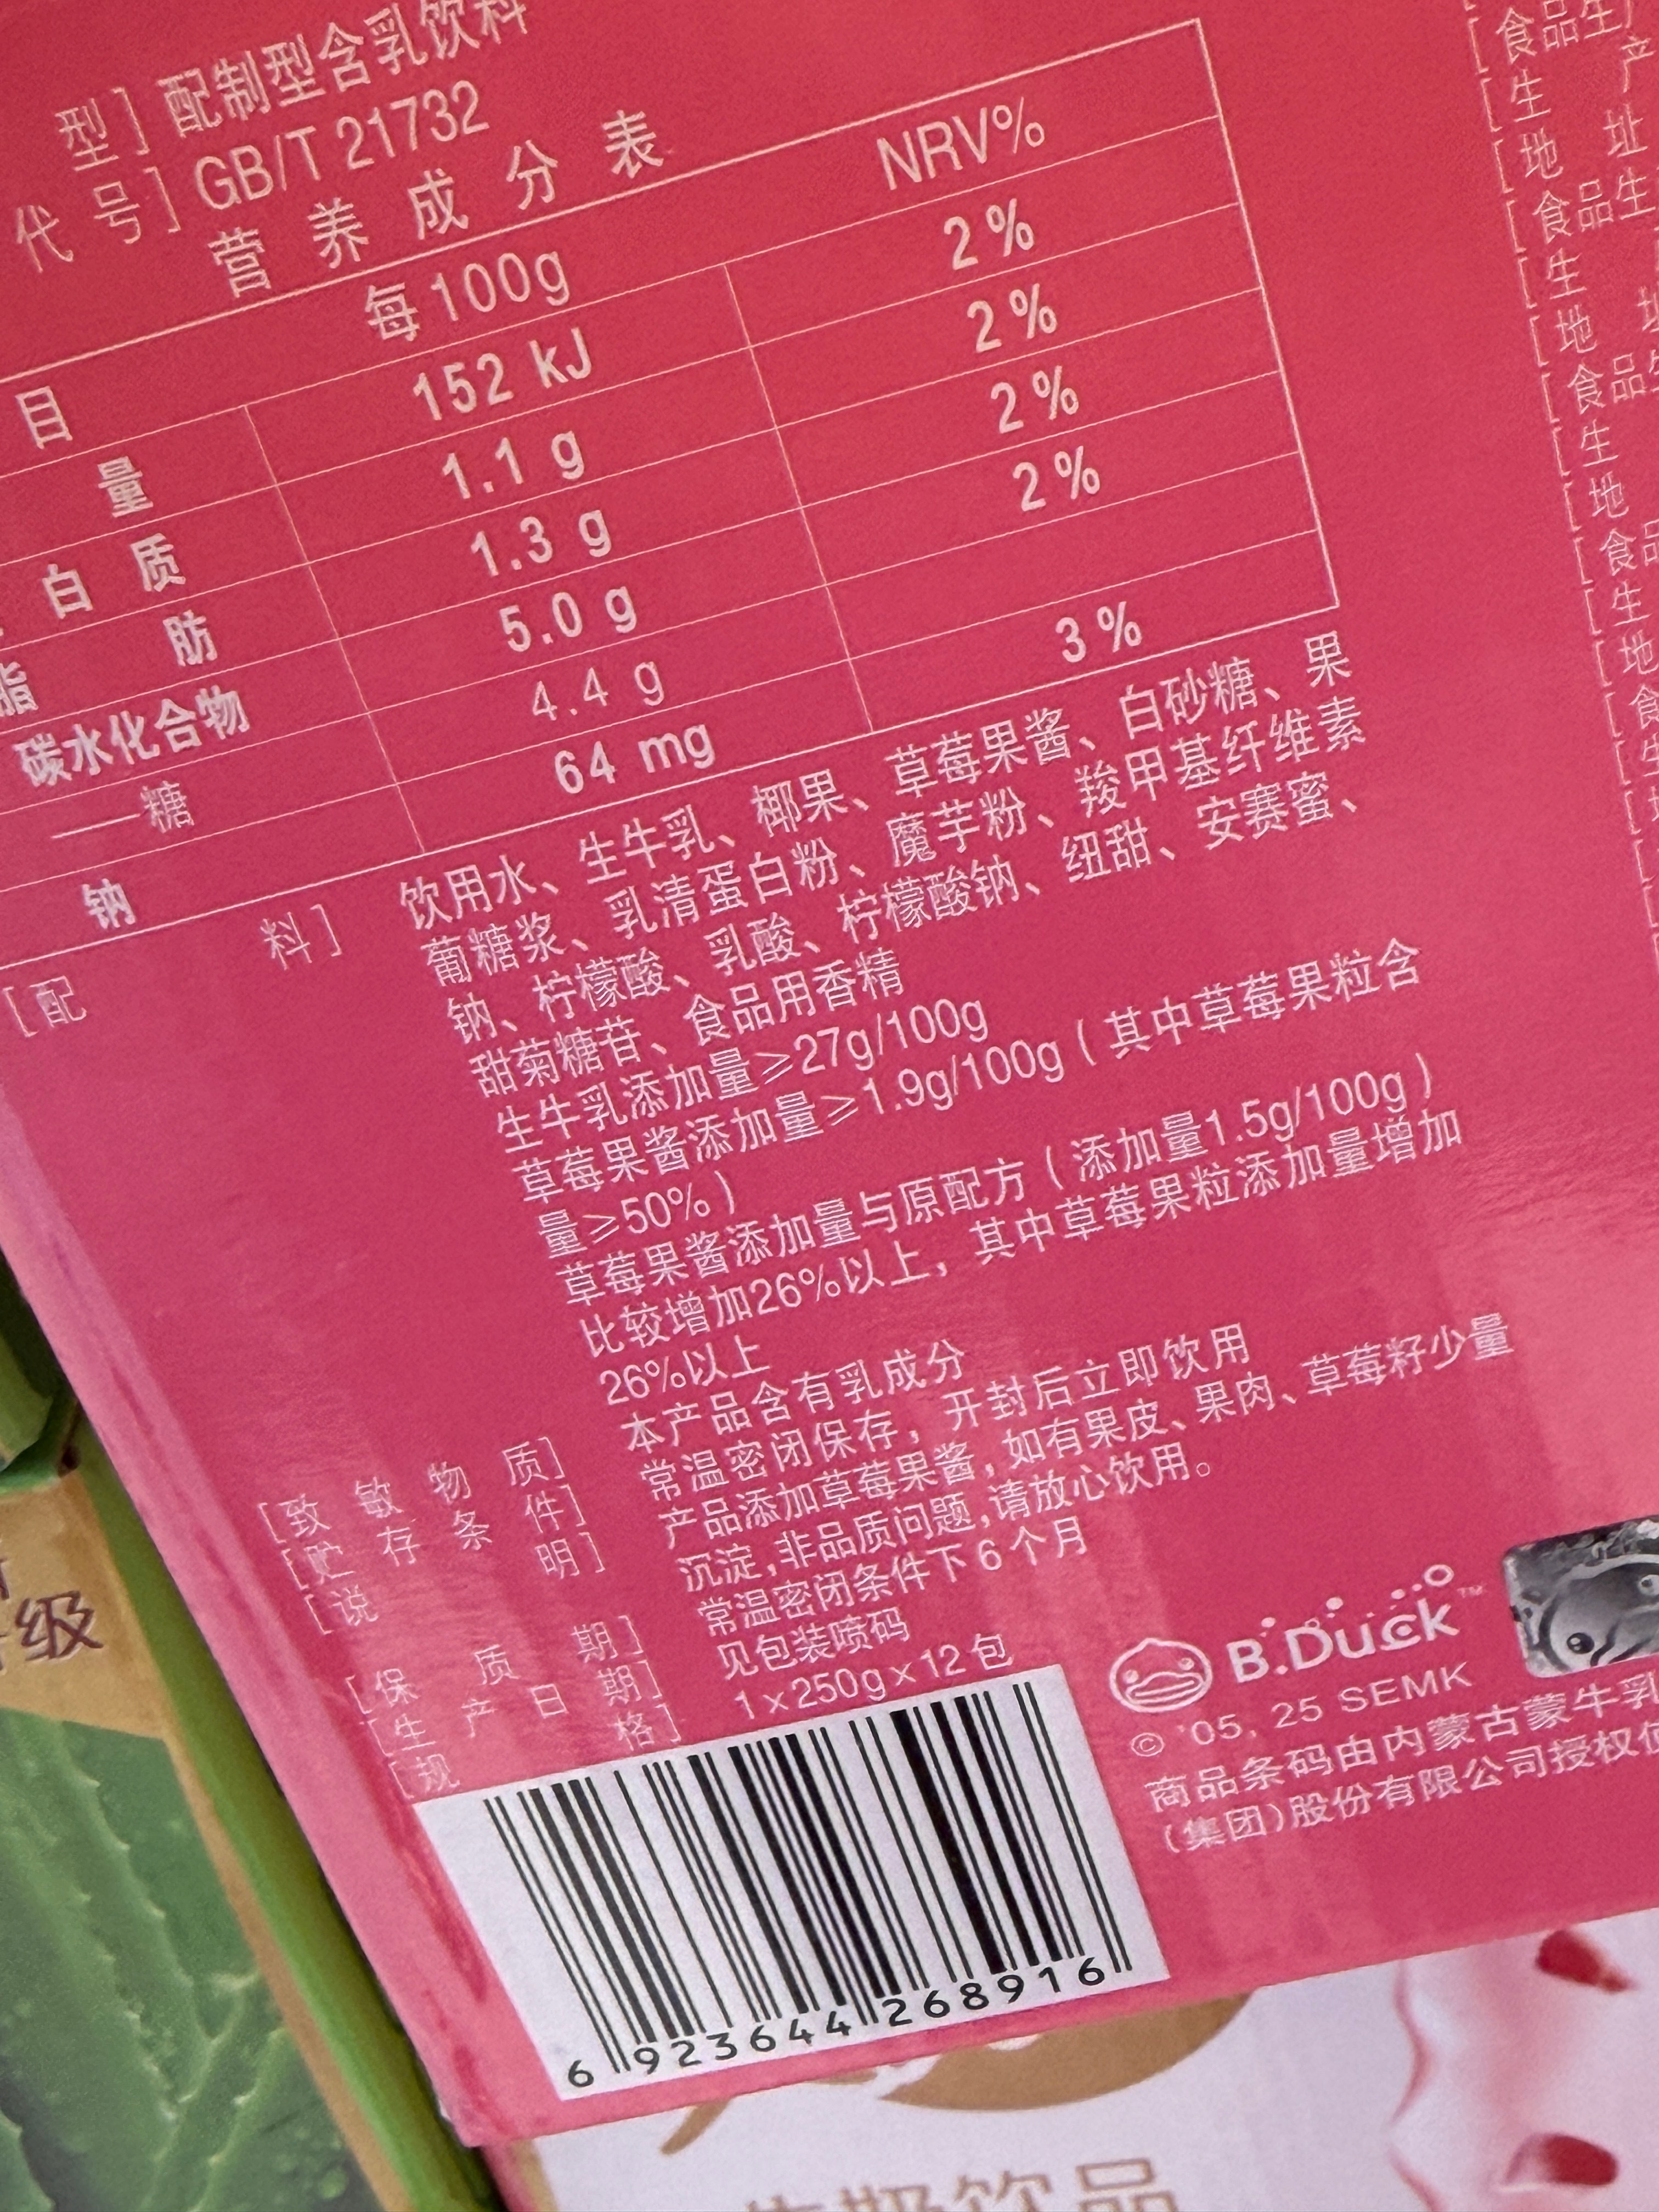 型] 配制型含乳饮料
代 号] GB/T 21732
营 养 成 分 表
目 每100g NRV%
量 152 kJ 2%
白 质 1.1 g 2%
脂 肪 1.3 g 2%
碳水化合物 5.0 g 2%
——糖 4.4 g
钠 64 mg 3%
[配 料] 饮用水、生牛乳、椰果、草莓果酱、白砂糖、果
葡糖浆、乳清蛋白粉、魔芋粉、羧甲基纤维素
钠、柠檬酸、乳酸、柠檬酸钠、纽甜、安赛蜜、
甜菊糖苷、食品用香精
生牛乳添加量≥27g/100g
草莓果酱添加量≥1.9g/100g(其中草莓果粒含
量≥50%)
草莓果酱添加量与原配方(添加量1.5g/100g)
比较增加26%以上，其中草莓果粒添加量增加
26%以上
[致 敏 物 质] 本产品含有乳成分
[贮 存 条 件] 常温密闭保存，开封后立即饮用
[说 明] 产品添加草莓果酱，如有果皮、果肉、草莓籽少量
沉淀，非品质问题，请放心饮用。
[保 质 期] 常温密闭条件下6个月
[生 产 日 期] 见包装喷码
[规 格] 1×250g×12包
6 923644 268916
B.Duck™
© '05, 25 SEMK
商品条码由内蒙古蒙牛乳
(集团)股份有限公司授权
[食品生
[生 产
[地 址
[食品生
[生
[地
[食品
[生
[地
[食品
[生
[地
级
牛奶饮品